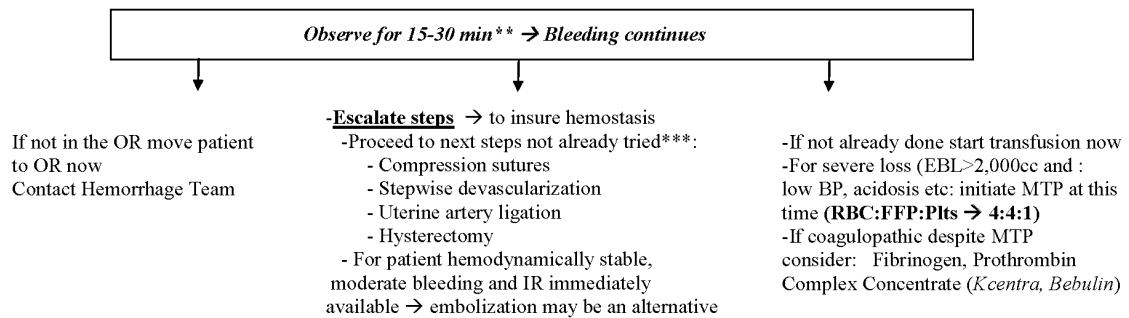 Observe for 15-30 min** → Bleeding continues
If not in the OR move patient
to OR now
Contact Hemorrhage Team
-Escalate steps → to insure hemostasis
-Proceed to next steps not already tried***:
- Compression sutures
- Stepwise devascularization
- Uterine artery ligation
- Hysterectomy
- For patient hemodynamically stable,
moderate bleeding and IR immediately
available → embolization may be an alternative
-If not already done start transfusion now
-For severe loss (EBL>2,000cc and :
low BP, acidosis etc: initiate MTP at this
time (RBC:FFP:Plts → 4:4:1)
-If coagulopathic despite MTP
consider: Fibrinogen, Prothrombin
Complex Concentrate (Kcentra, Bebulin)